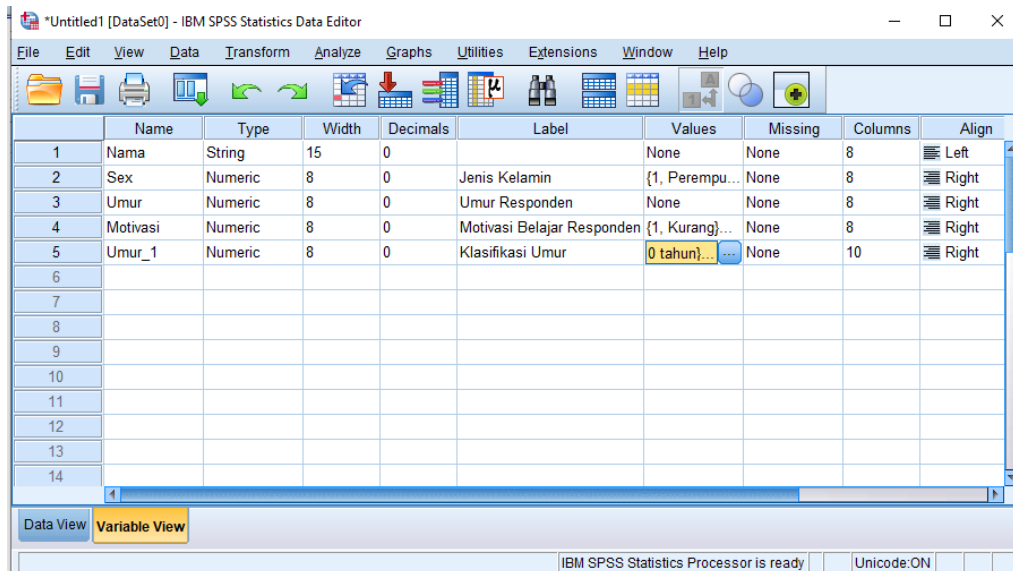 *Untitled1 [DataSet0] - IBM SPSS Statistics Data Editor
File Edit View Data Transform Analyze Graphs Utilities Extensions Window Help
Name Type Width Decimals Label Values Missing Columns Align
1 Nama String 15 0 None None 8 Left
2 Sex Numeric 8 0 Jenis Kelamin {1, Perempu... None 8 Right
3 Umur Numeric 8 0 Umur Responden None None 8 Right
4 Motivasi Numeric 8 0 Motivasi Belajar Responden {1, Kurang}... None 8 Right
5 Umur_1 Numeric 8 0 Klasifikasi Umur 0 tahun}... ... None 10 Right
6
7
8
9
10
11
12
13
14
Data View Variable View
IBM SPSS Statistics Processor is ready Unicode:ON